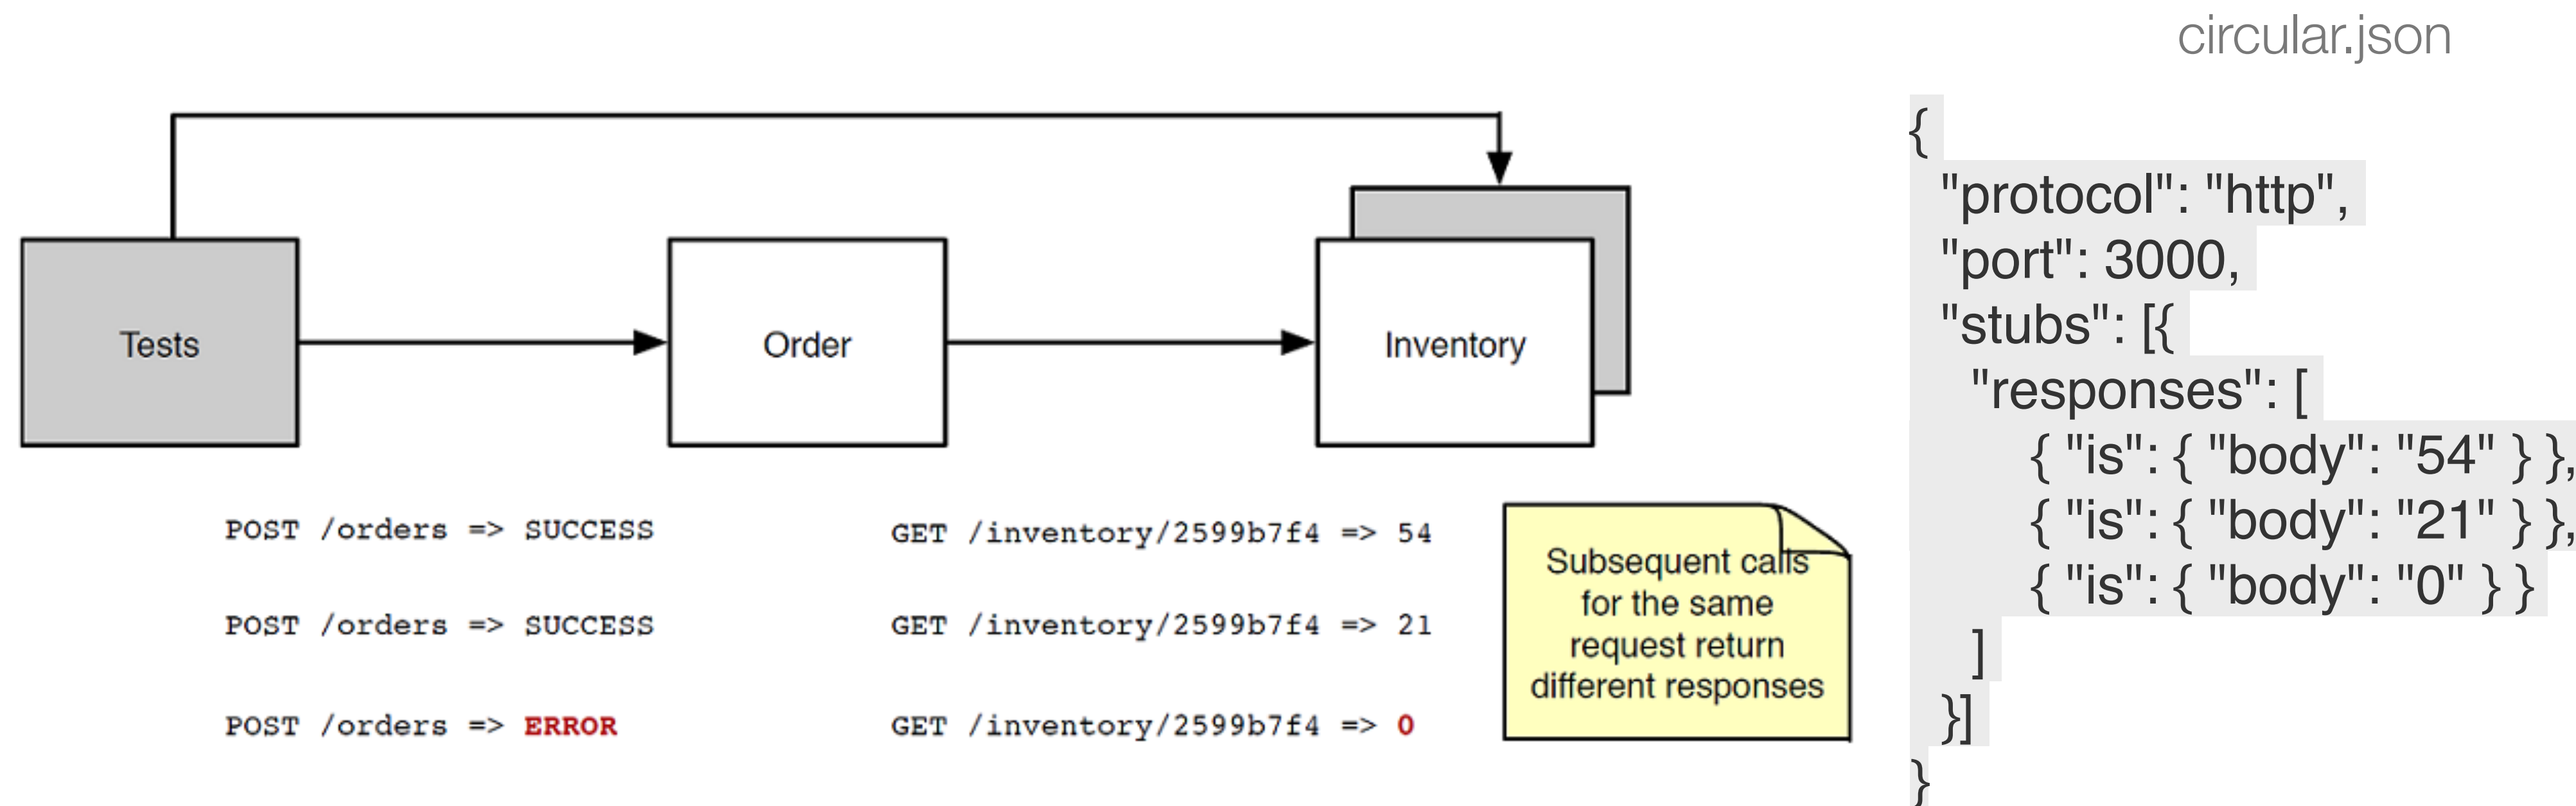 circular.json
Tests
Order
Inventory
POST /orders => SUCCESS
GET /inventory/2599b7f4 => 54
POST /orders => SUCCESS
GET /inventory/2599b7f4 => 21
POST /orders => ERROR
GET /inventory/2599b7f4 => 0
Subsequent calls
for the same
request return
different responses
{
"protocol": "http",
"port": 3000,
"stubs": [{
"responses": [
{ "is": { "body": "54" } },
{ "is": { "body": "21" } },
{ "is": { "body": "0" } }
]
}]
}